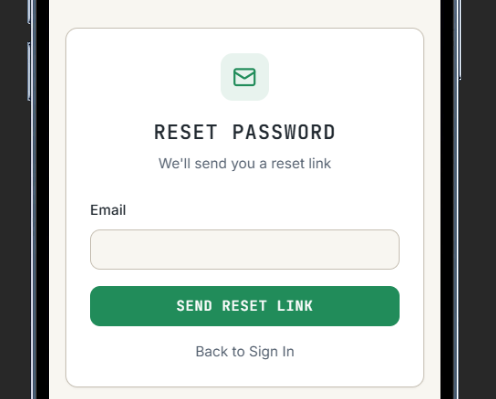 RESET PASSWORD
We'll send you a reset link
Email
SEND RESET LINK
Back to Sign In